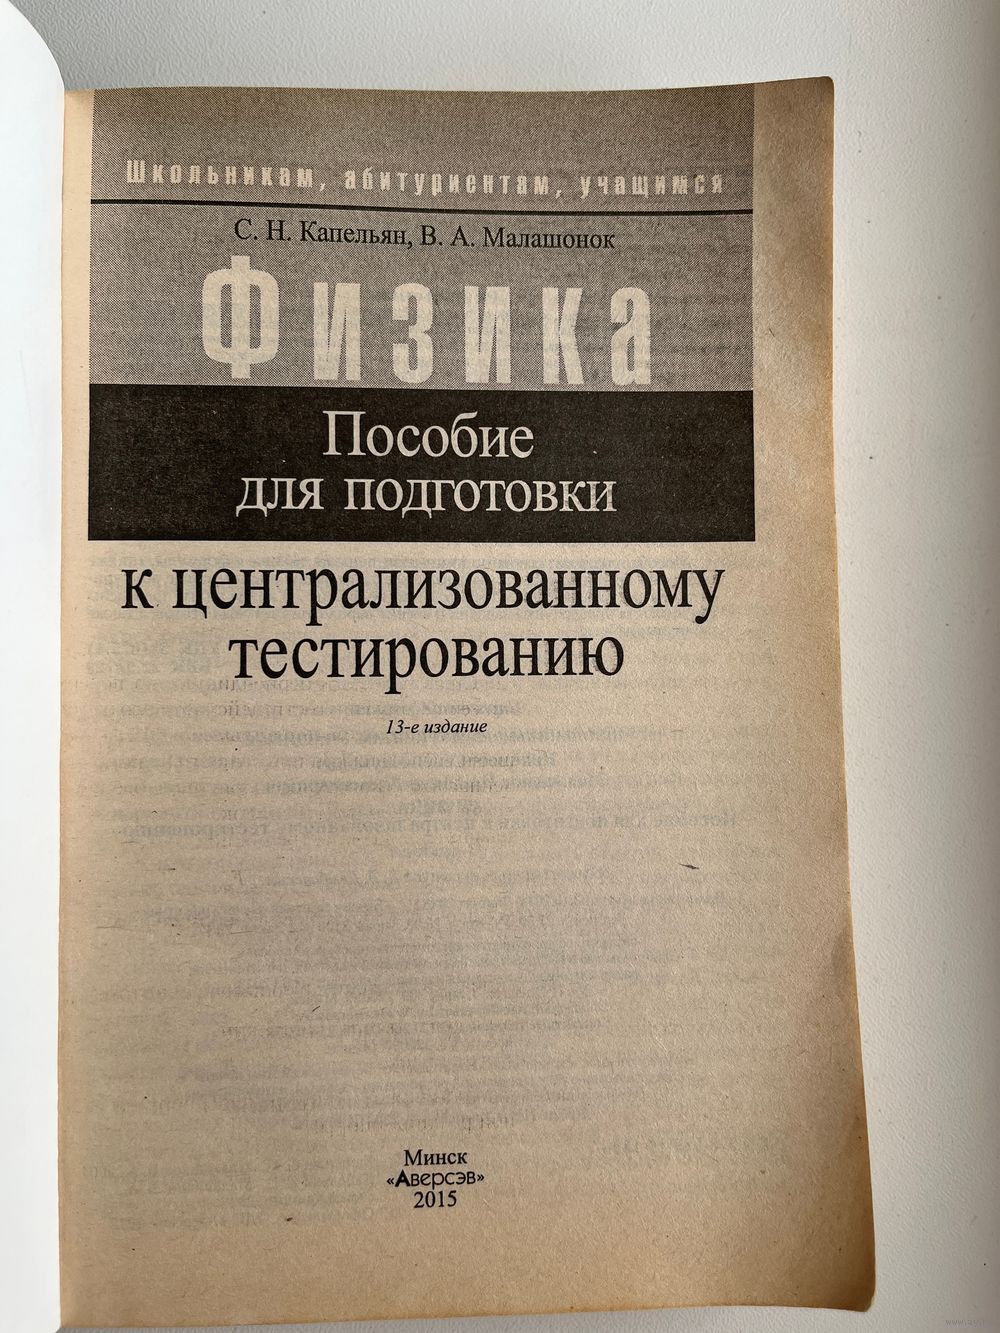 Школьникам, абитуриентам, учащимся
С. Н. Капельян, В. А. Малашонок
Физика
Пособие
для подготовки
к централизованному
тестированию
13-е издание
Минск
«Аверсэв»
2015